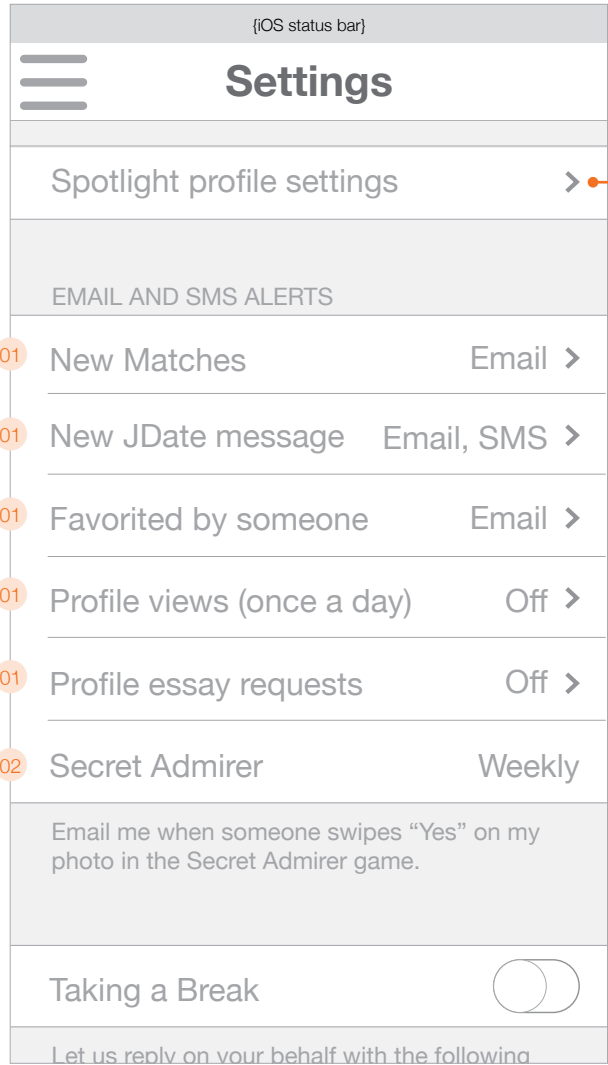 {iOS status bar}
Settings
Spotlight profile settings
EMAIL AND SMS ALERTS
01 New Matches Email
01 New JDate message Email, SMS
01 Favorited by someone Email
01 Profile views (once a day) Off
01 Profile essay requests Off
02 Secret Admirer Weekly
Email me when someone swipes “Yes” on my
photo in the Secret Admirer game.
Taking a Break
Let us reply on your behalf with the following